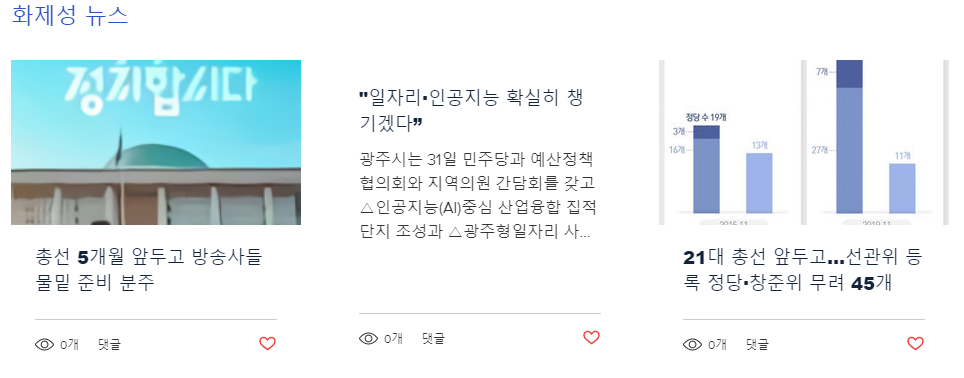 화제성 뉴스
정치합시다
총선 5개월 앞두고 방송사들
물밑 준비 분주
0개 댓글
"일자리·인공지능 확실히 챙
기겠다”
광주시는 31일 민주당과 예산정책
협의회와 지역의원 간담회를 갖고
△인공지능(AI)중심 산업융합 집적
단지 조성과 △광주형일자리 사...
0개 댓글
정당 수 19개
3개
16개
13개
2015.11
7개
27개
11개
2019.11
21대 총선 앞두고...선관위 등
록 정당·창준위 무려 45개
0개 댓글